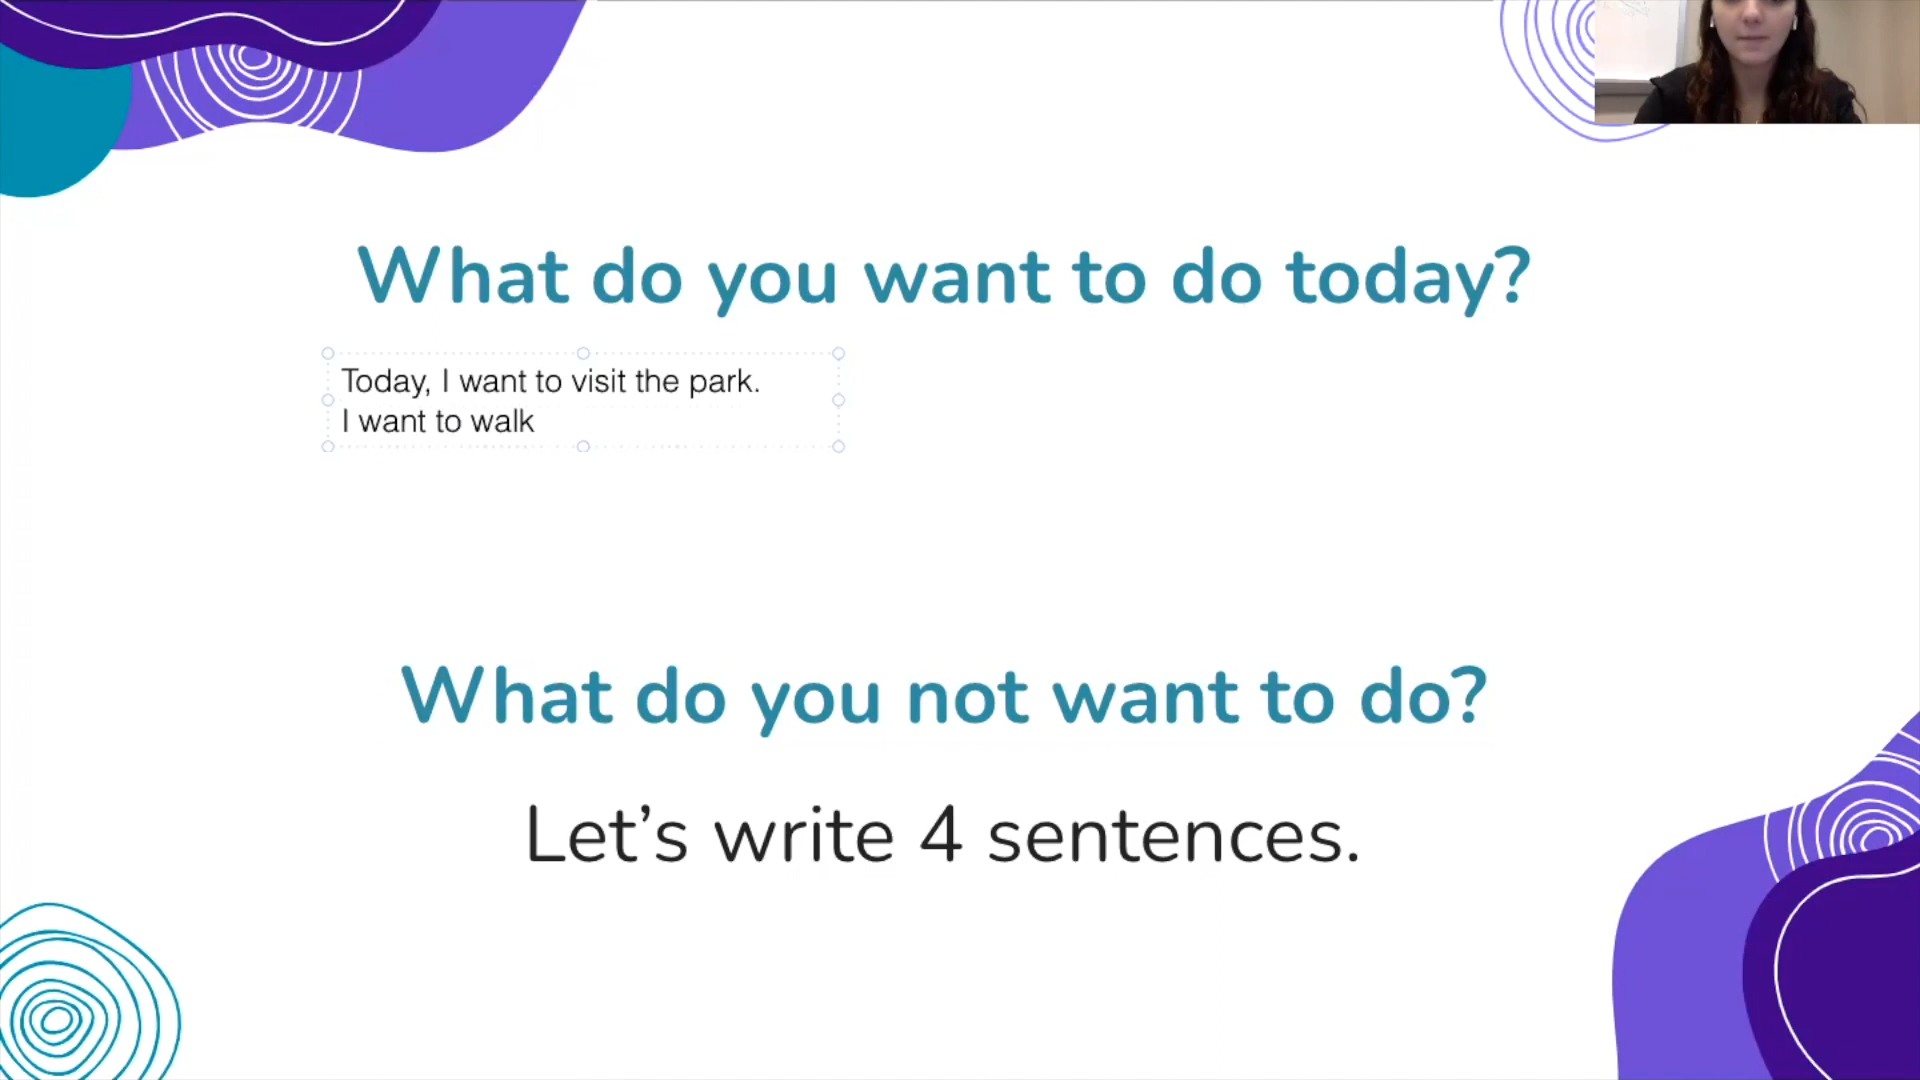 What do you want to do today?
Today, I want to visit the park.
I want to walk
What do you not want to do?
Let’s write 4 sentences.